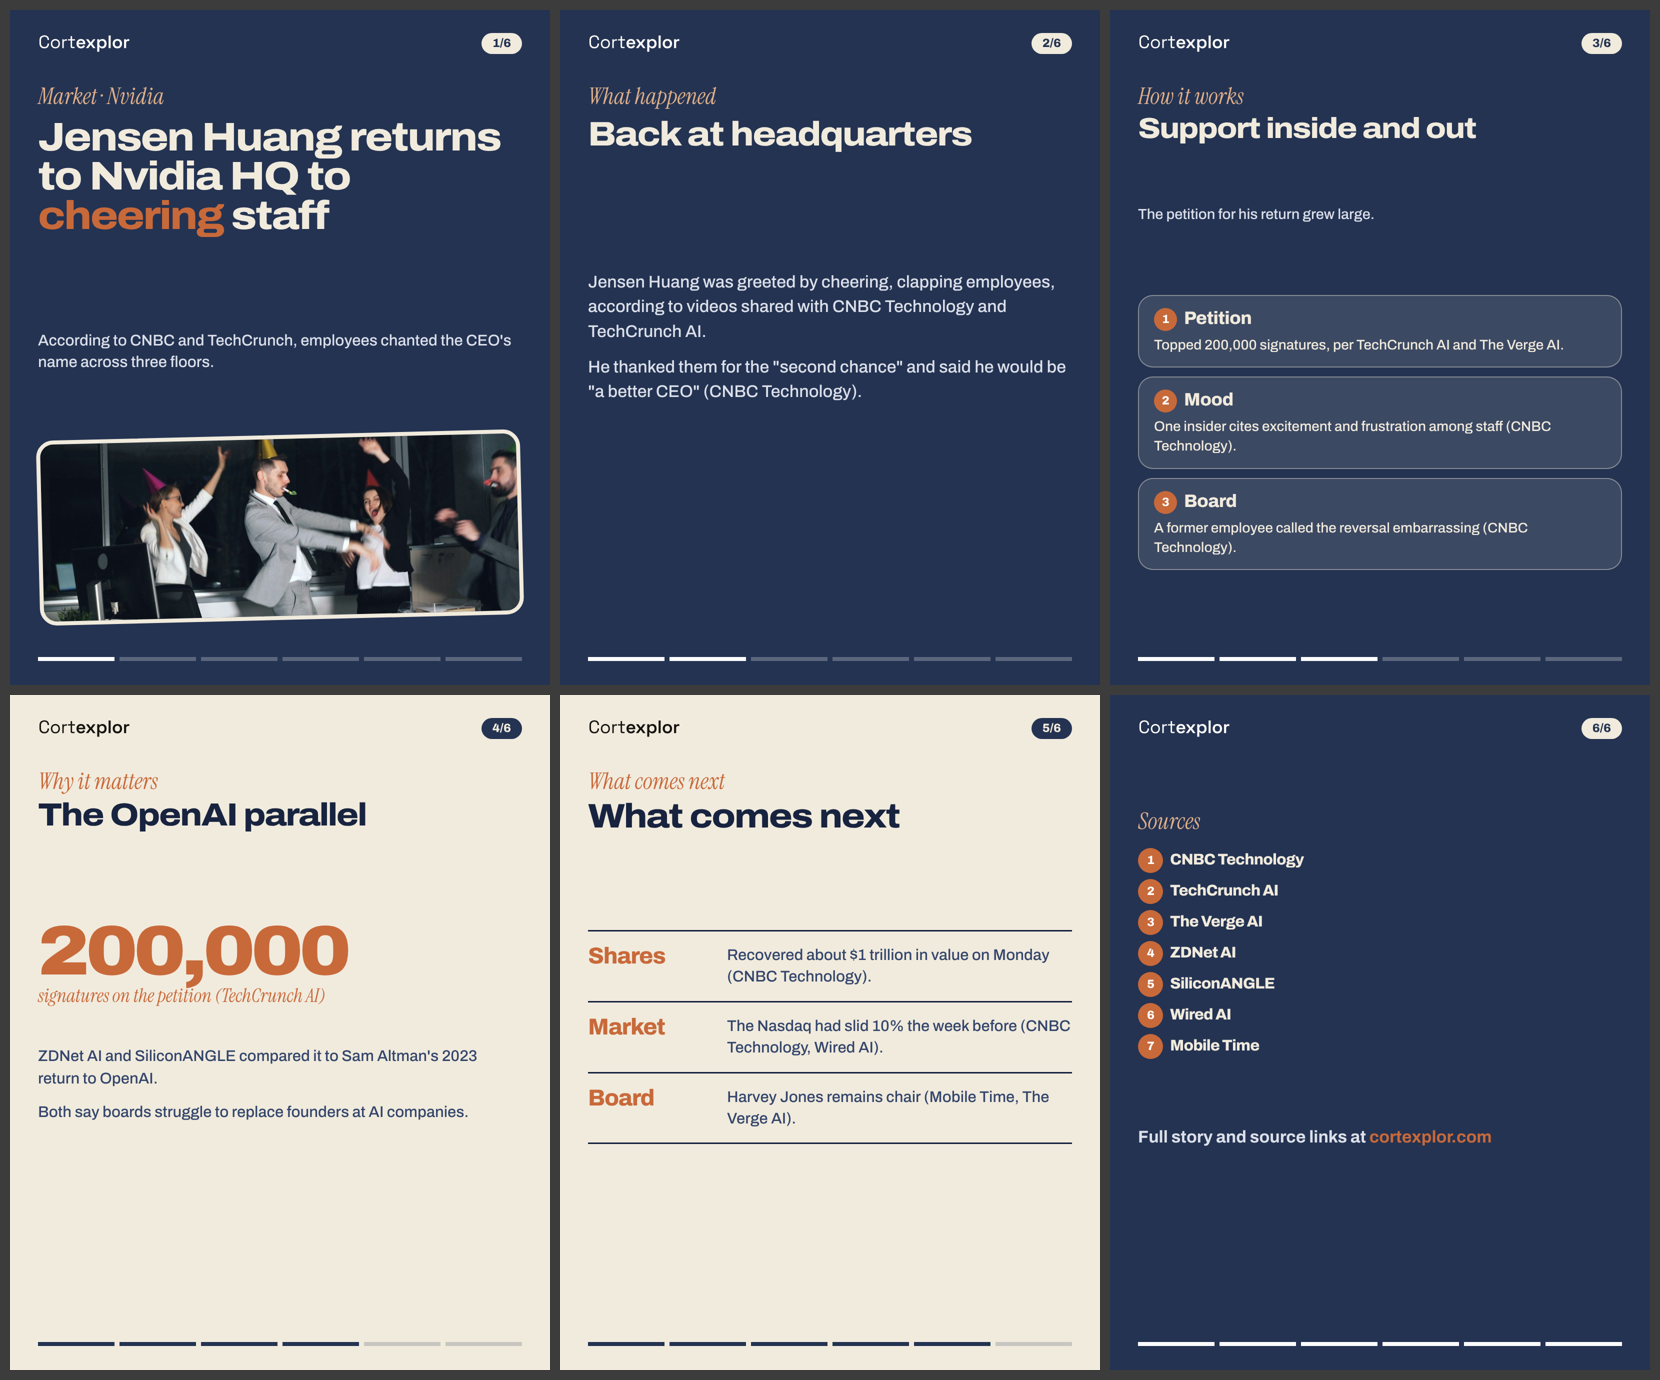 Cortexplor
1/6
Market · Nvidia
Jensen Huang returns
to Nvidia HQ to
cheering staff
According to CNBC and TechCrunch, employees chanted the CEO's
name across three floors.
Cortexplor
2/6
What happened
Back at headquarters
Jensen Huang was greeted by cheering, clapping employees,
according to videos shared with CNBC Technology and
TechCrunch AI.
He thanked them for the "second chance" and said he would be
"a better CEO" (CNBC Technology).
Cortexplor
3/6
How it works
Support inside and out
The petition for his return grew large.
1 Petition
Topped 200,000 signatures, per TechCrunch AI and The Verge AI.
2 Mood
One insider cites excitement and frustration among staff (CNBC
Technology).
3 Board
A former employee called the reversal embarrassing (CNBC
Technology).
Cortexplor
4/6
Why it matters
The OpenAI parallel
200,000
signatures on the petition (TechCrunch AI)
ZDNet AI and SiliconANGLE compared it to Sam Altman's 2023
return to OpenAI.
Both say boards struggle to replace founders at AI companies.
Cortexplor
5/6
What comes next
What comes next
Shares
Recovered about $1 trillion in value on Monday
(CNBC Technology).
Market
The Nasdaq had slid 10% the week before (CNBC
Technology, Wired AI).
Board
Harvey Jones remains chair (Mobile Time, The
Verge AI).
Cortexplor
6/6
Sources
1 CNBC Technology
2 TechCrunch AI
3 The Verge AI
4 ZDNet AI
5 SiliconANGLE
6 Wired AI
7 Mobile Time
Full story and source links at cortexplor.com